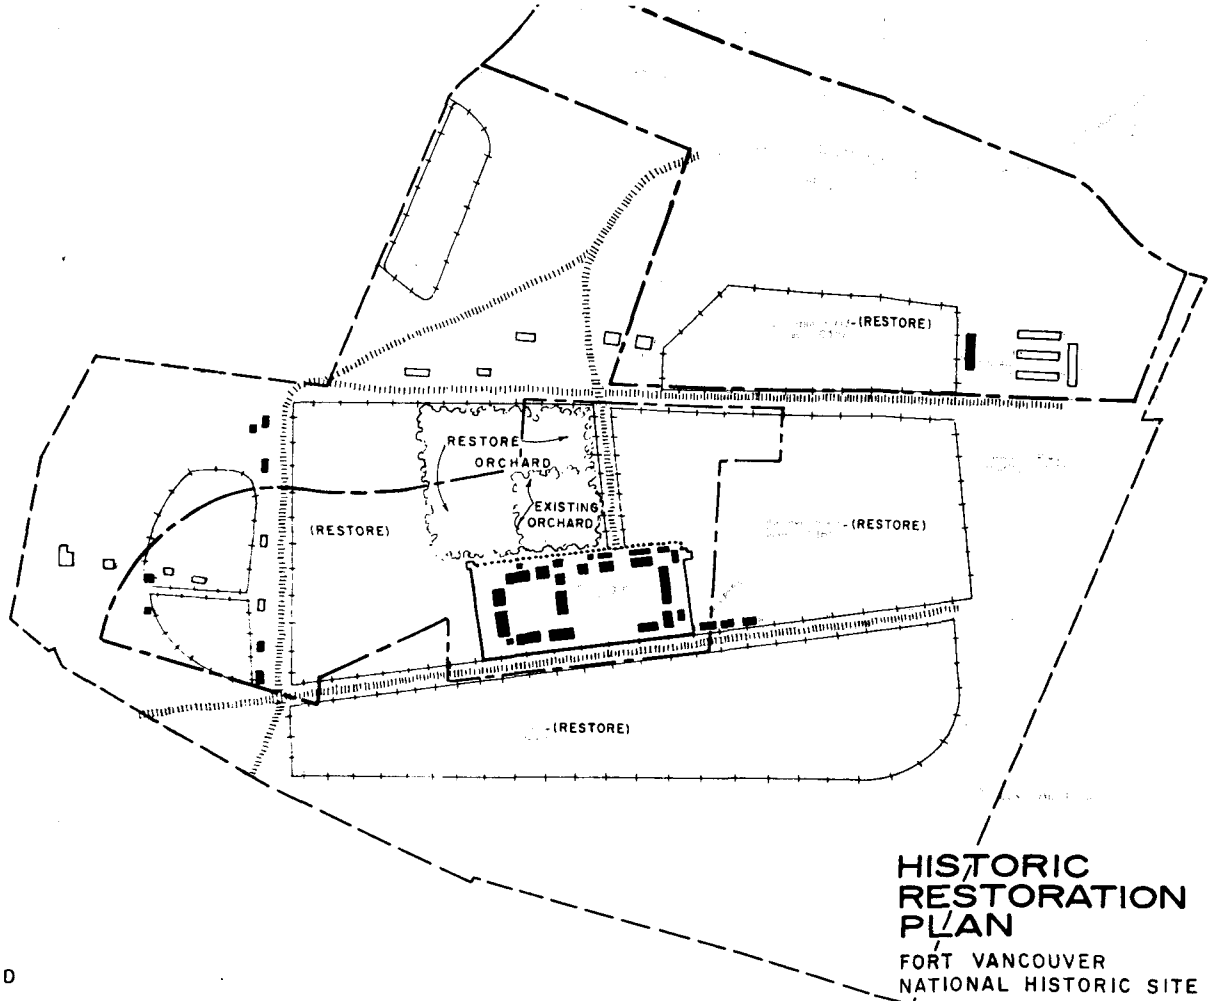 -(RESTORE)
RESTORE
ORCHARD
EXISTING
ORCHARD
(RESTORE)
-(RESTORE)
-(RESTORE)
HISTORIC
RESTORATION
PLAN
FORT VANCOUVER
NATIONAL HISTORIC SITE
D